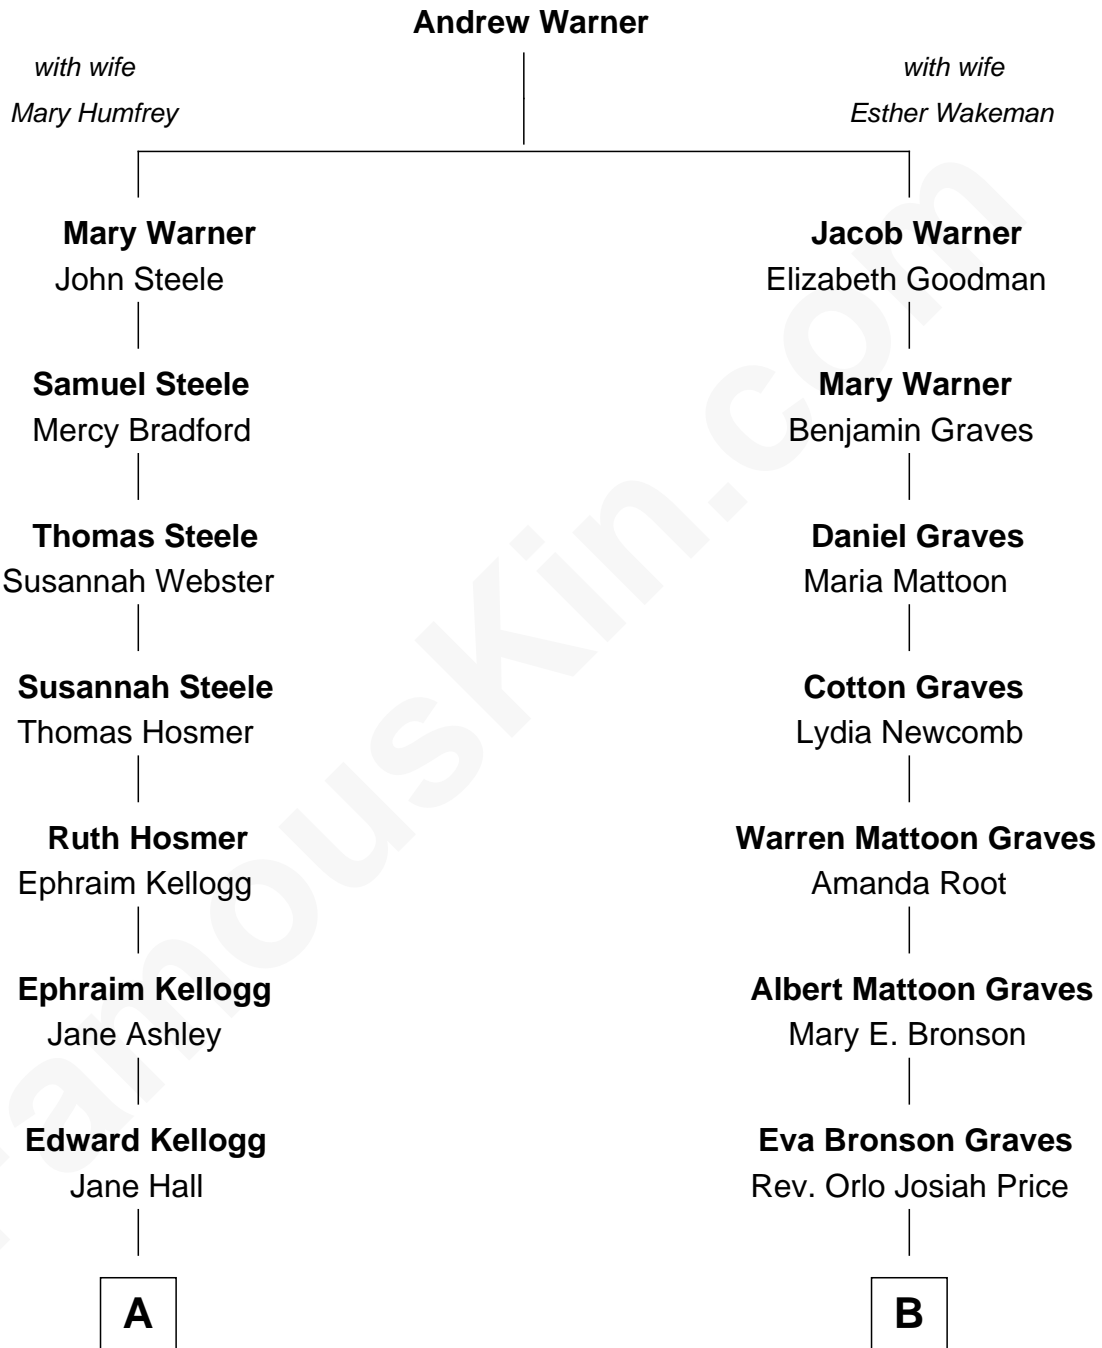 Andrew Warner
with wife
Mary Humfrey
with wife
Esther Wakeman
Mary Warner
John Steele
Jacob Warner
Elizabeth Goodman
Samuel Steele
Mercy Bradford
Mary Warner
Benjamin Graves
Thomas Steele
Susannah Webster
Daniel Graves
Maria Mattoon
Susannah Steele
Thomas Hosmer
Cotton Graves
Lydia Newcomb
Ruth Hosmer
Ephraim Kellogg
Warren Mattoon Graves
Amanda Root
Ephraim Kellogg
Jane Ashley
Albert Mattoon Graves
Mary E. Bronson
Edward Kellogg
Jane Hall
Eva Bronson Graves
Rev. Orlo Josiah Price
A
B
FamousKin.com